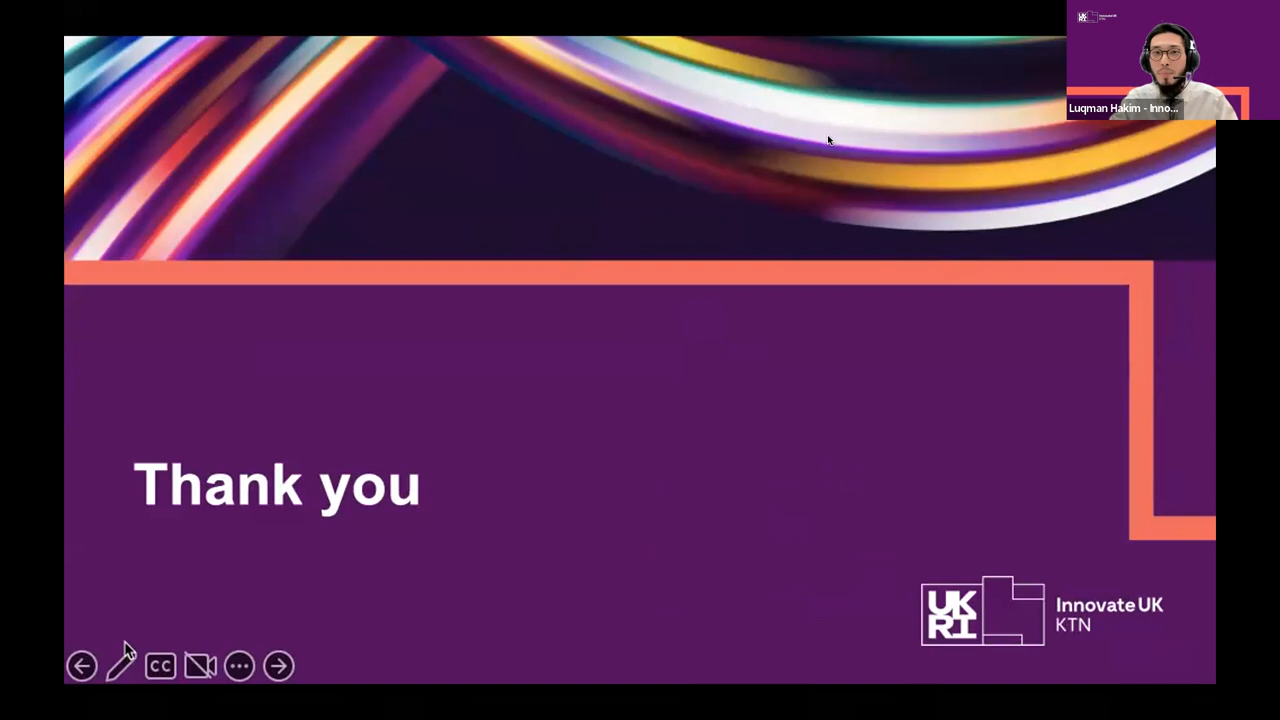 Luqman Hakim - Inno...
Thank you
UK
RI
Innovate UK
KTN
CC